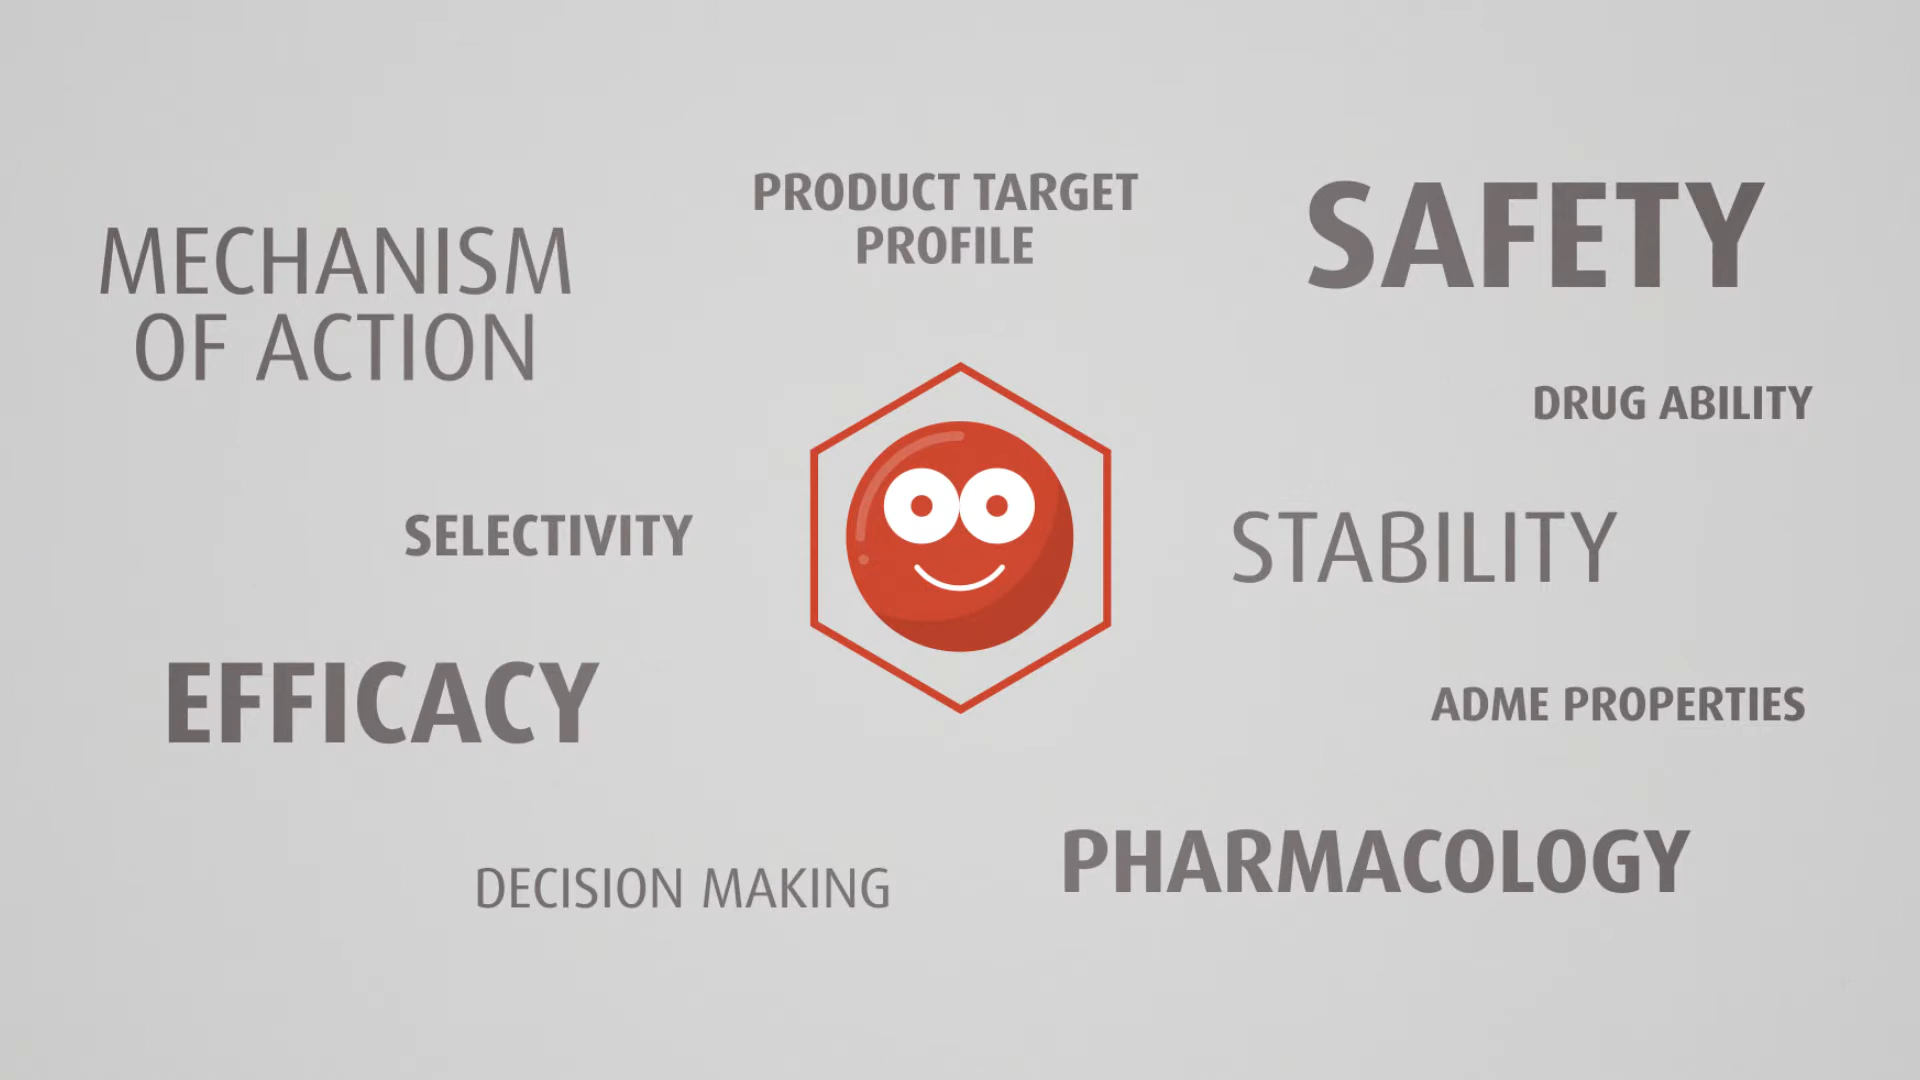 PRODUCT TARGET
PROFILE
SAFETY
MECHANISM
OF ACTION
DRUG ABILITY
SELECTIVITY
STABILITY
EFFICACY
ADME PROPERTIES
PHARMACOLOGY
DECISION MAKING